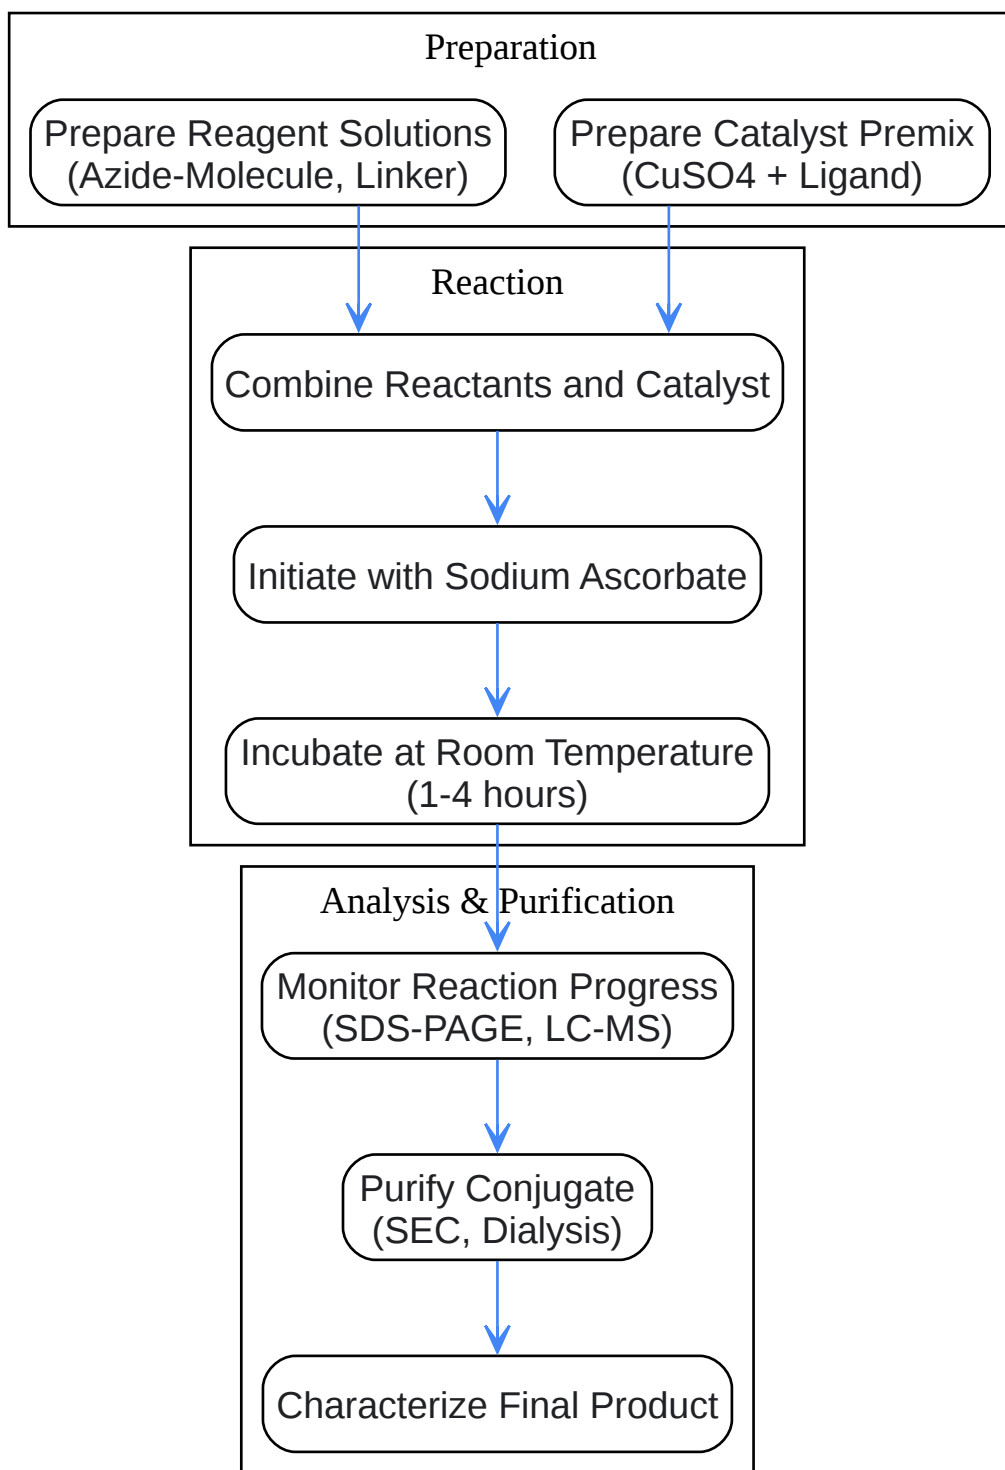 Preparation
Prepare Reagent Solutions
(Azide-Molecule, Linker)
Prepare Catalyst Premix
(CuSO4 + Ligand)
Reaction
Combine Reactants and Catalyst
Initiate with Sodium Ascorbate
Incubate at Room Temperature
(1-4 hours)
Analysis & Purification
Monitor Reaction Progress
(SDS-PAGE, LC-MS)
Purify Conjugate
(SEC, Dialysis)
Characterize Final Product